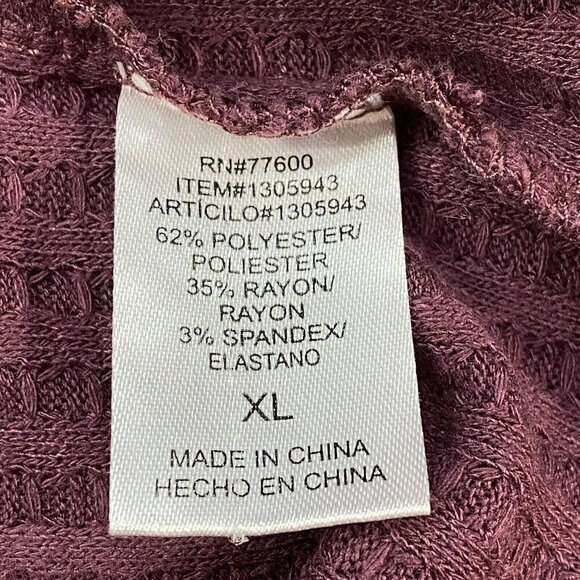 RN#77600
ITEM#1305943
ARTÍCILO#1305943
62% POLYESTER/
POLIESTER
35% RAYON/
RAYON
3% SPANDEX/
ELASTANO
XL
MADE IN CHINA
HECHO EN CHINA